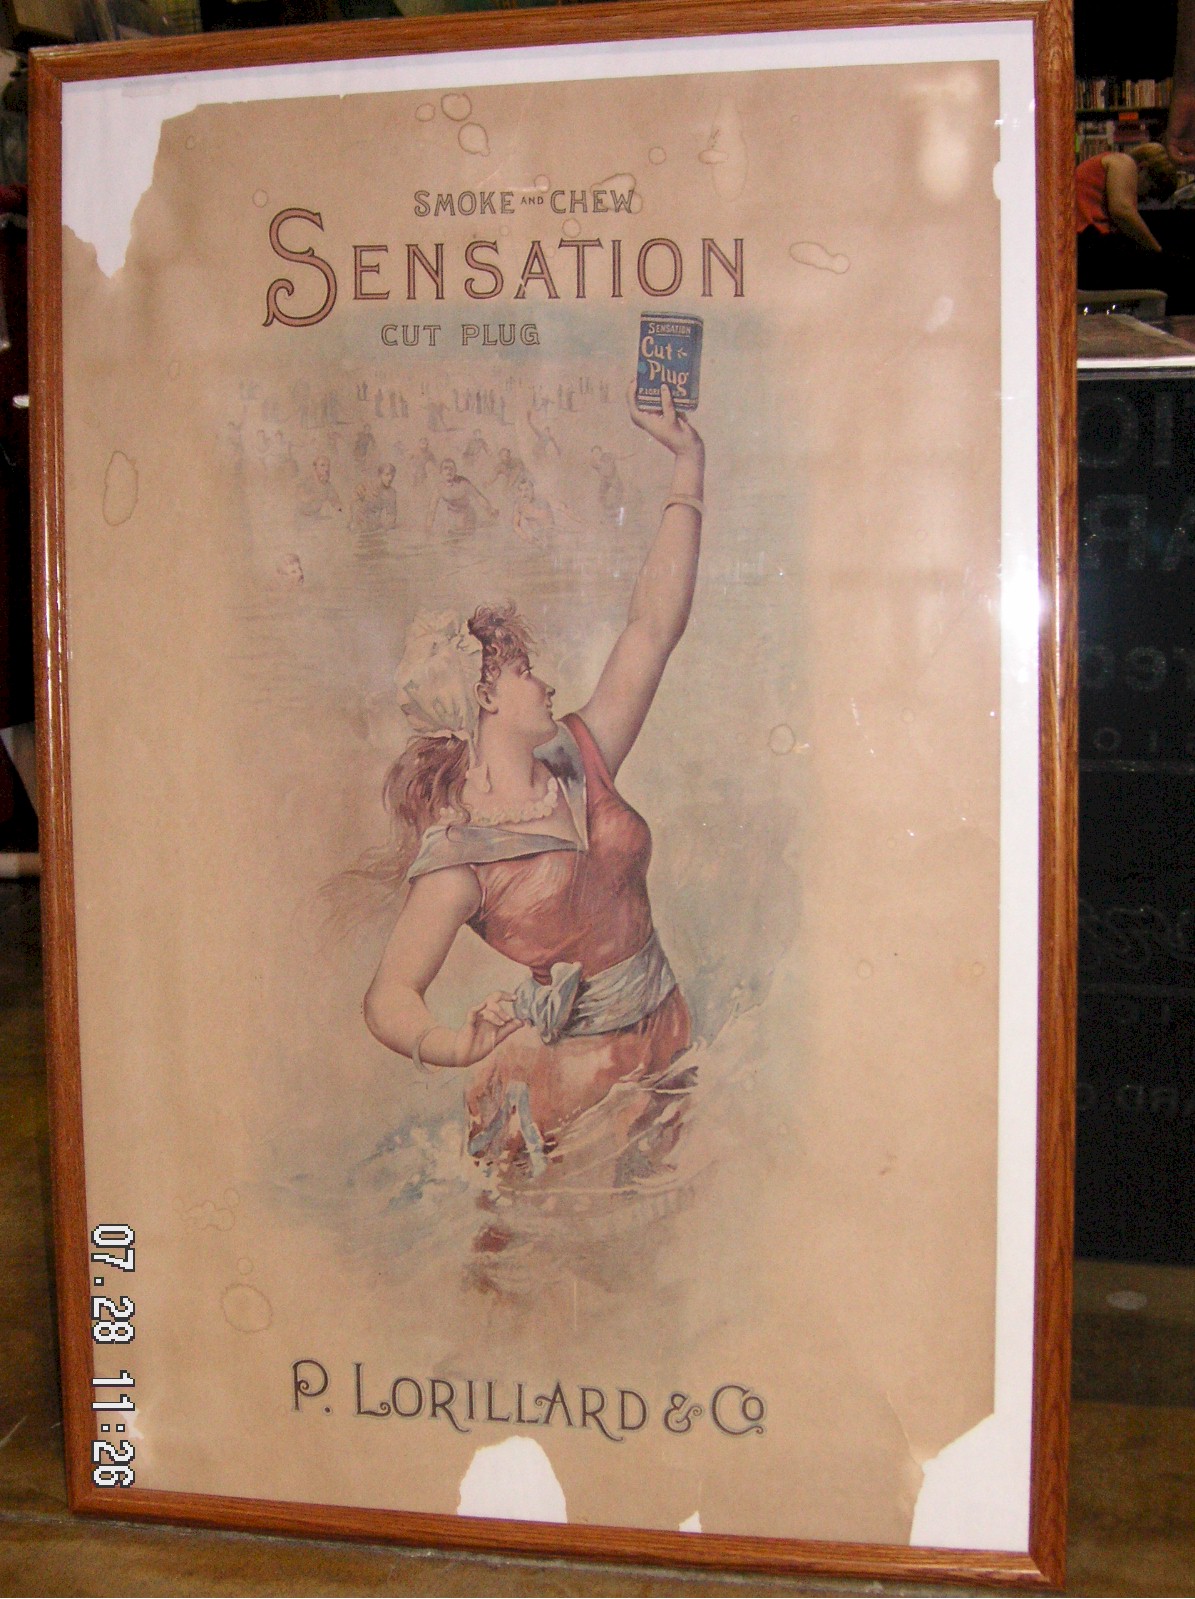 SMOKE AND CHEW
SENSATION
CUT PLUG
SENSATION
Cut
Plug
P. LORILLARD & Co
07.28 11:26